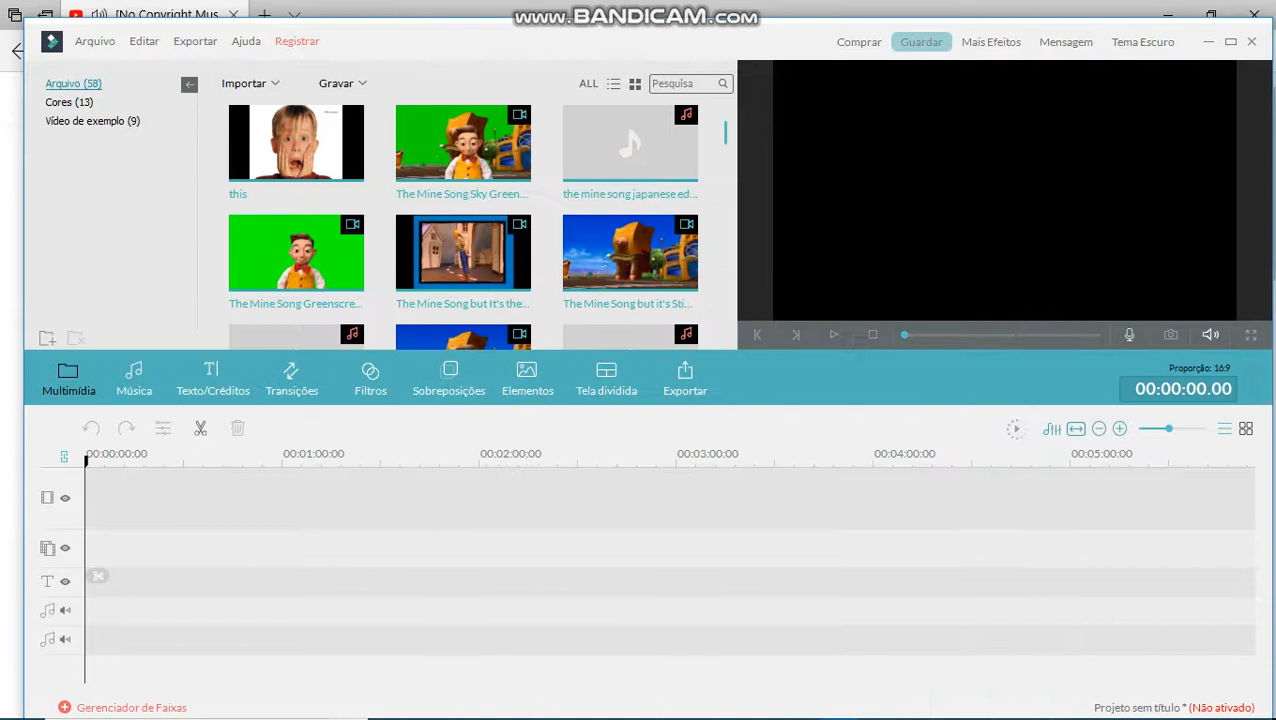 [No Copyright Mus
www.BANDICAM.com
Arquivo Editar Exportar Ajuda Registrar
Comprar Guardar Mais Efeitos Mensagem Tema Escuro
Arquivo (58)
Cores (13)
Vídeo de exemplo (9)
Importar Gravar ALL Pesquisa
this
The Mine Song Sky Green...
the mine song japanese ed...
The Mine Song Greenscre...
The Mine Song but It's the...
The Mine Song but it's Sti...
Multimídia Música Texto/Créditos Transições Filtros Sobreposições Elementos Tela dividida Exportar
Proporção: 16:9
00:00:00.00
00:00:00:00 00:01:00:00 00:02:00:00 00:03:00:00 00:04:00:00 00:05:00:00
Gerenciador de Faixas
Projeto sem título * (Não ativado)